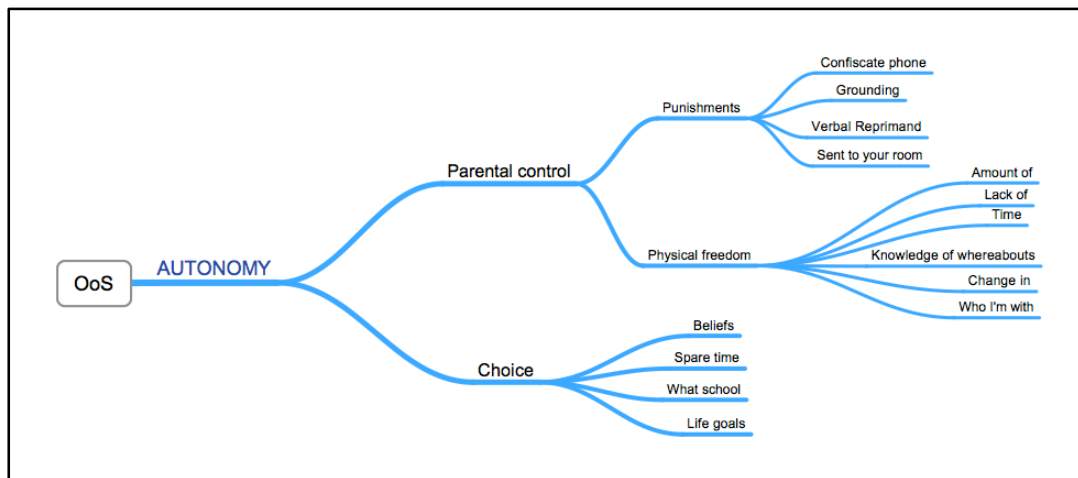 OoS
AUTONOMY
Parental control
Punishments
Confiscate phone
Grounding
Verbal Reprimand
Sent to your room
Physical freedom
Amount of
Lack of
Time
Knowledge of whereabouts
Change in
Who I'm with
Choice
Beliefs
Spare time
What school
Life goals